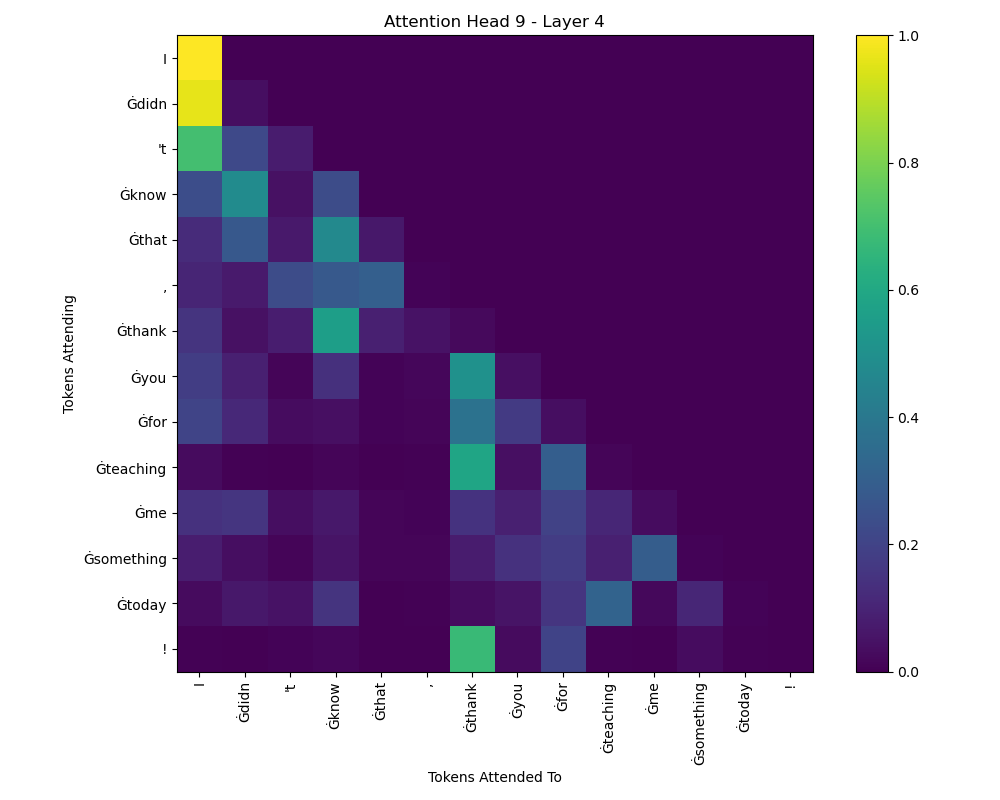 Attention Head 9 - Layer 4
I
Ġdidn
't
Ġknow
Ġthat
,
Ġthank
Ġyou
Ġfor
Ġteaching
Ġme
Ġsomething
Ġtoday
!
Tokens Attending
I
Ġdidn
't
Ġknow
Ġthat
,
Ġthank
Ġyou
Ġfor
Ġteaching
Ġme
Ġsomething
Ġtoday
!
Tokens Attended To
1.0
0.8
0.6
0.4
0.2
0.0